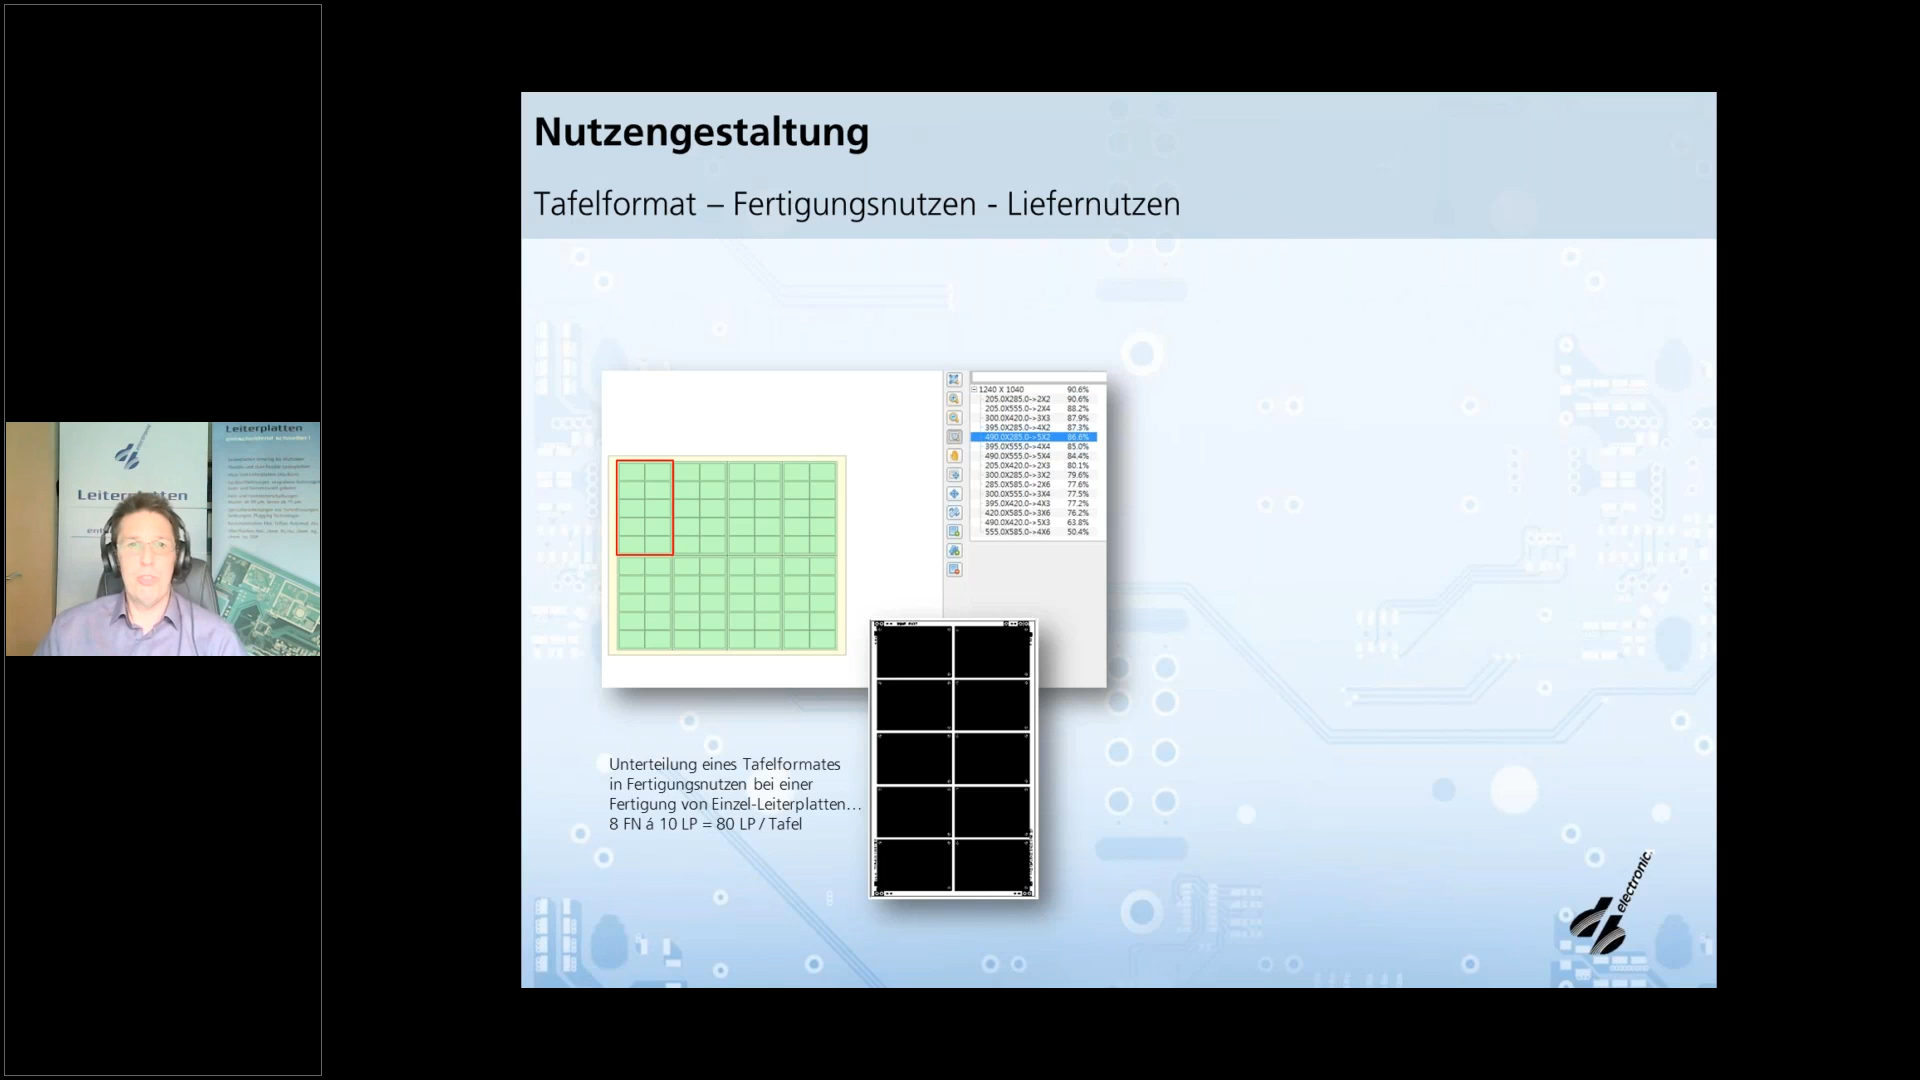 Nutzengestaltung
Tafelformat – Fertigungsnutzen - Liefernutzen
1240 X 1040 90.6%
205.0X285.0->2X2 90.6%
205.0X555.0->2X4 88.2%
300.0X420.0->3X3 87.9%
395.0X285.0->4X2 87.3%
490.0X285.0->5X2 86.6%
395.0X555.0->4X4 85.0%
490.0X555.0->5X4 84.4%
205.0X420.0->2X3 80.1%
300.0X285.0->3X2 79.6%
285.0X585.0->2X6 77.6%
300.0X555.0->3X4 77.5%
395.0X420.0->4X3 77.2%
420.0X585.0->3X6 76.2%
490.0X420.0->5X3 63.8%
555.0X585.0->4X6 50.4%
Unterteilung eines Tafelformates
in Fertigungsnutzen bei einer
Fertigung von Einzel-Leiterplatten…
8 FN á 10 LP = 80 LP / Tafel
electronic.
electronic
Leiterplatten
Leiterplatten
einscheidend schneller!